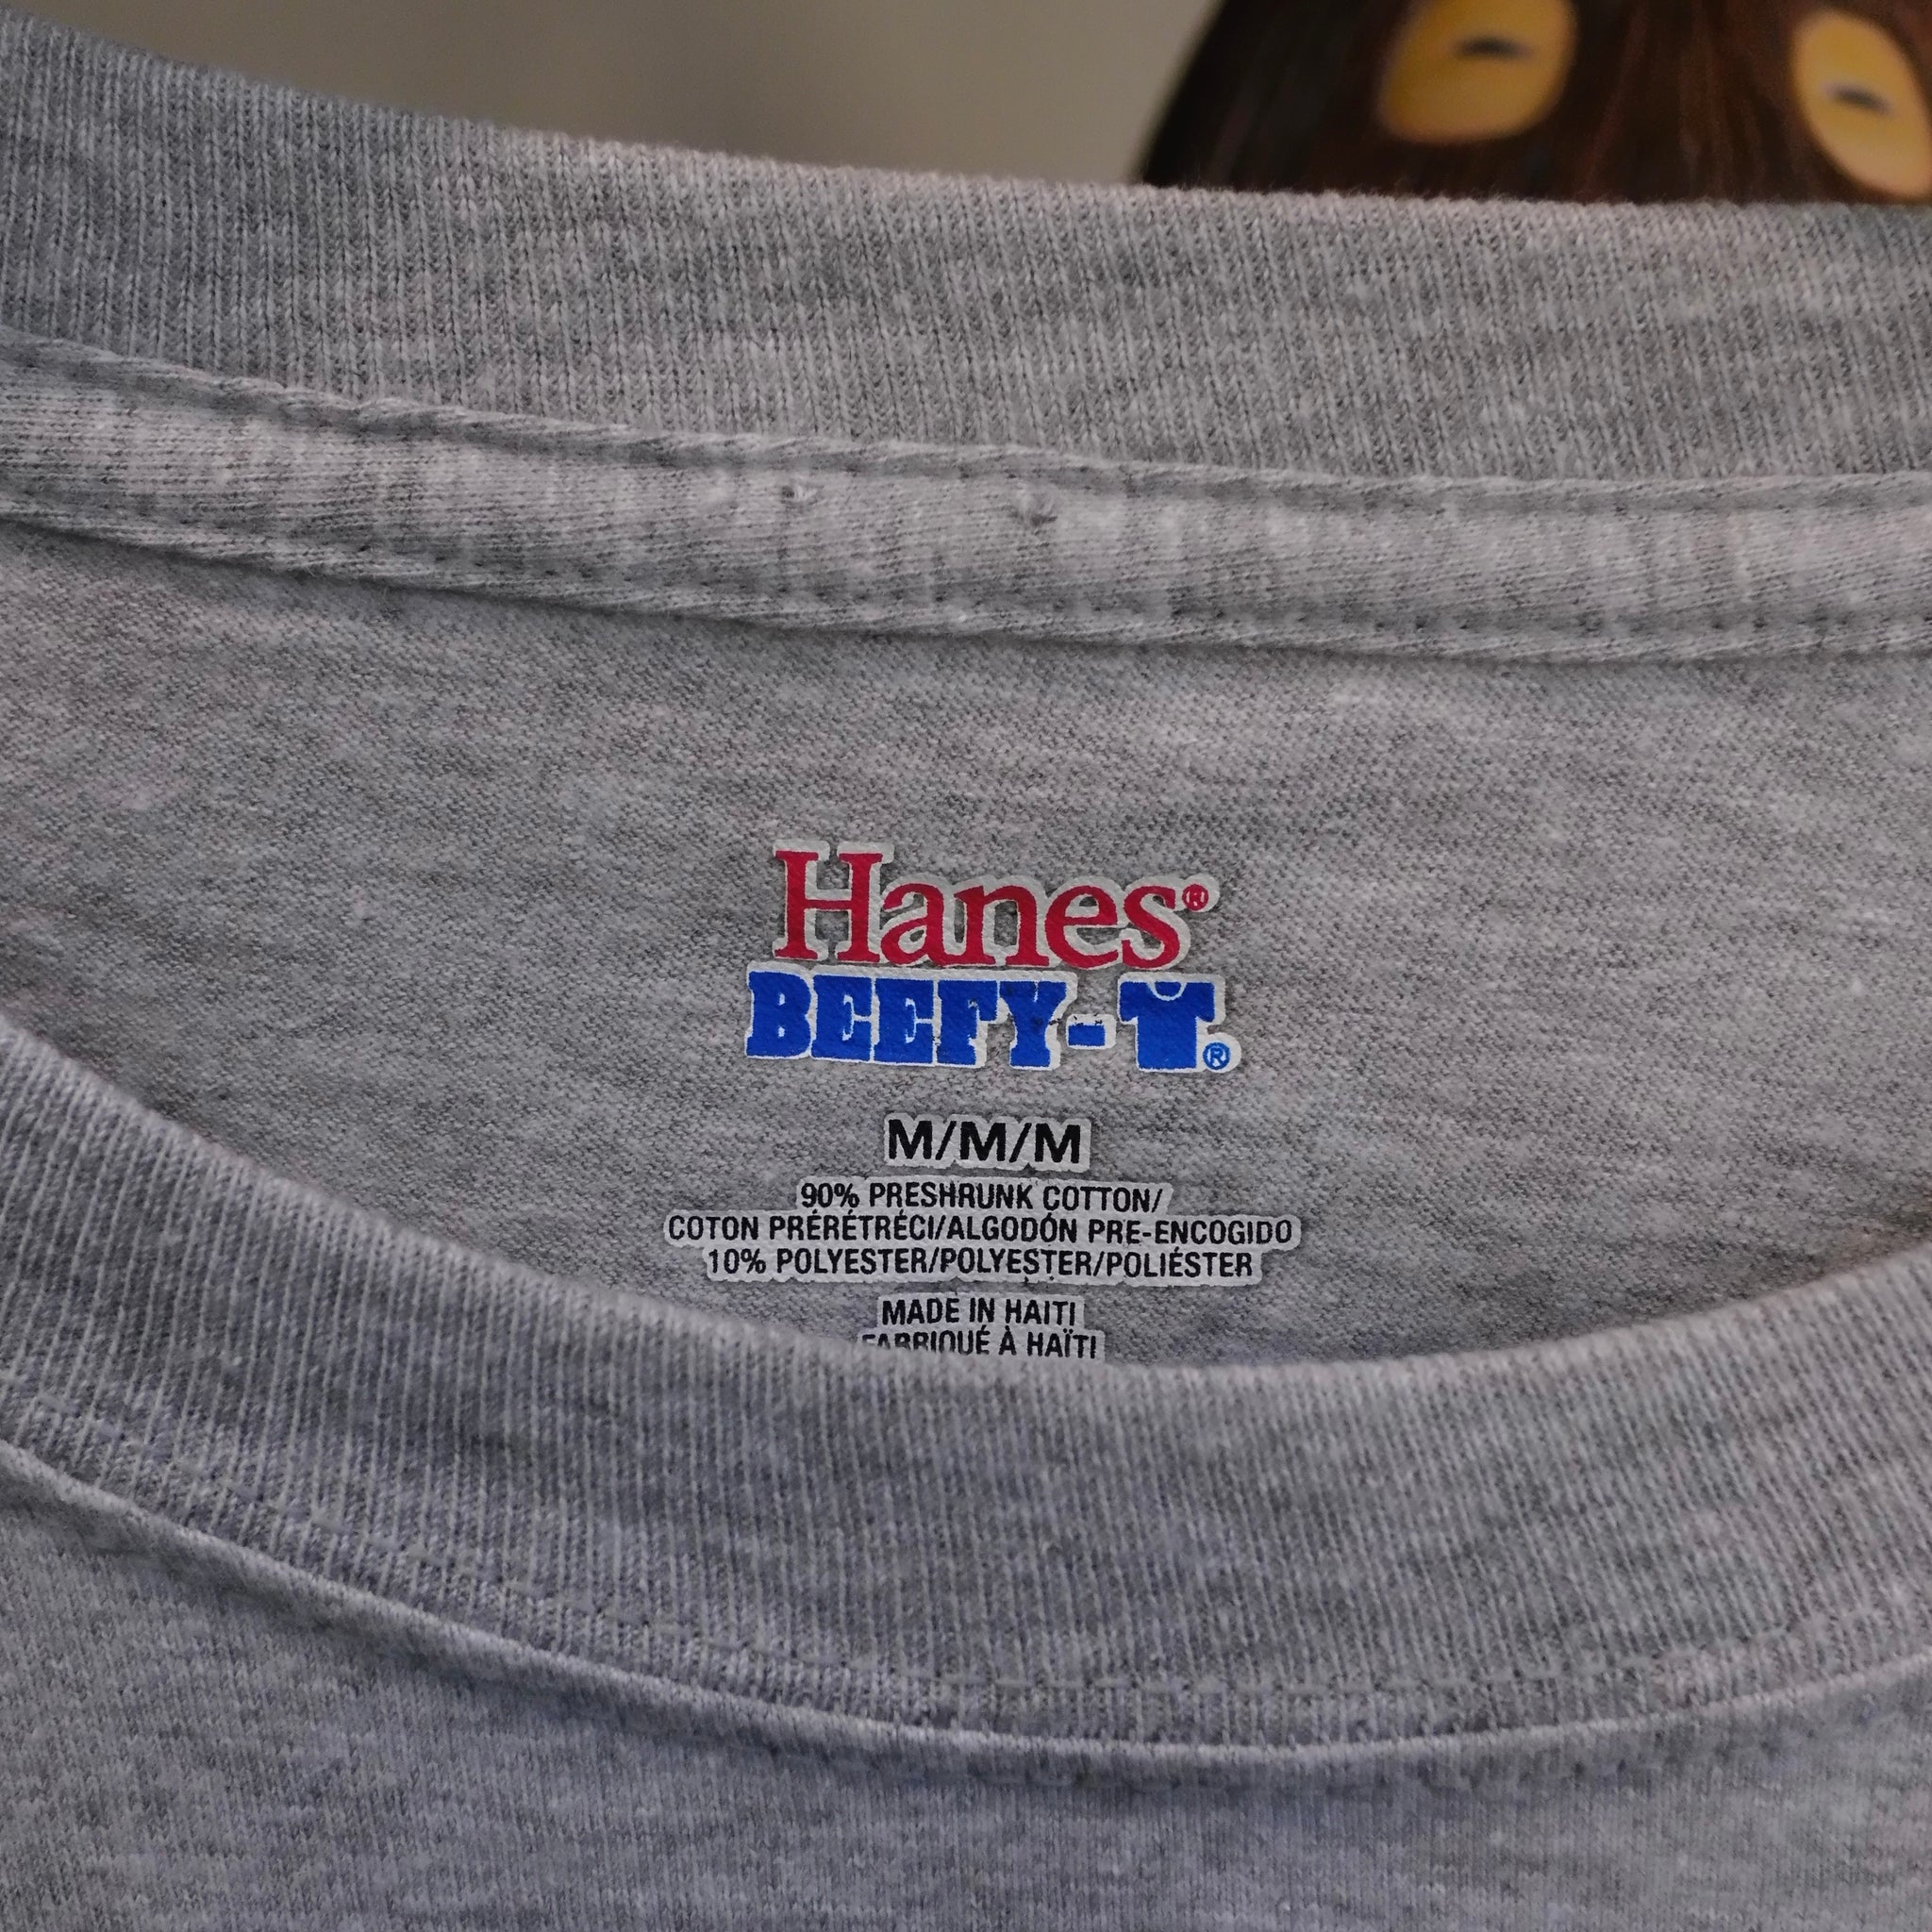 Hanes®
BEEFY-T®
M/M/M
90% PRESHRUNK COTTON/
COTON PRÉRÉTRÉCI/ALGODÓN PRE-ENCOGIDO
10% POLYESTER/POLYESTER/POLIÉSTER
MADE IN HAITI
FABRIQUÉ À HAÏTI